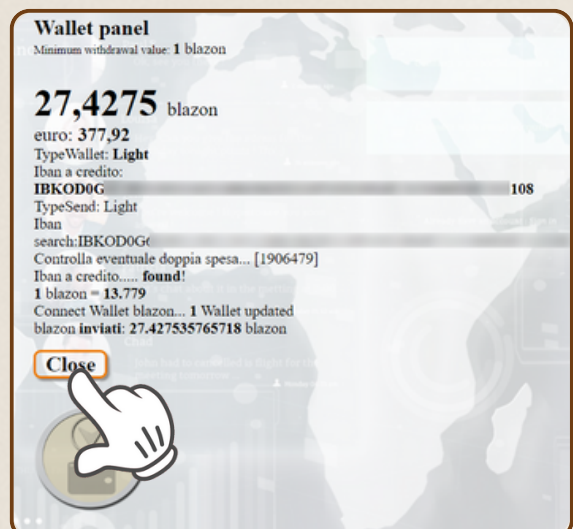 Wallet panel
Minimum withdrawal value: 1 blazon
27,4275 blazon
euro: 377,92
TypeWallet: Light
Iban a credito:
IBKOD0G 108
TypeSend: Light
Iban
search:IBKOD0G
Controlla eventuale doppia spesa... [1906479]
Iban a credito..... found!
1 blazon = 13.779
Connect Wallet blazon... 1 Wallet updated
blazon inviati: 27.427535765718 blazon
Close